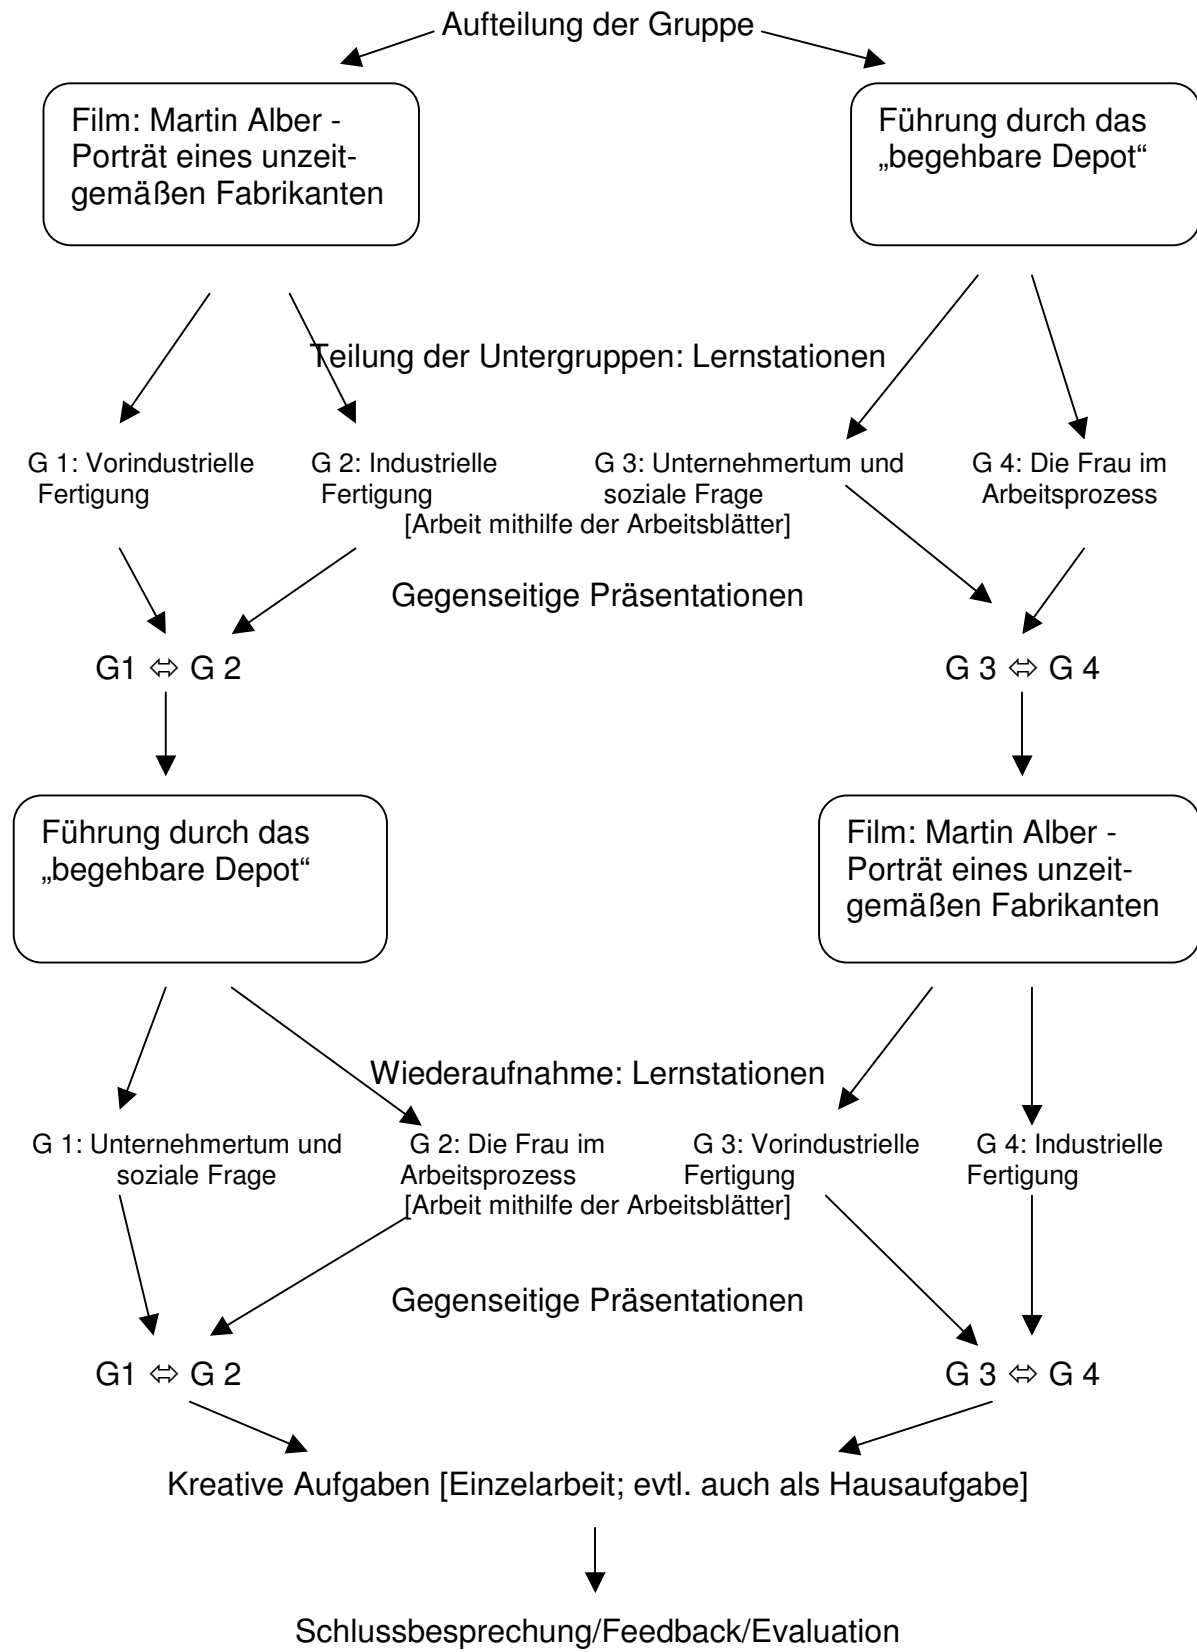 Aufteilung der Gruppe
Film: Martin Alber -
Porträt eines unzeit-
gemäßen Fabrikanten
Führung durch das
„begehbare Depot“
Teilung der Untergruppen: Lernstationen
G 1: Vorindustrielle
Fertigung
G 2: Industrielle
Fertigung
G 3: Unternehmertum und
soziale Frage
G 4: Die Frau im
Arbeitsprozess
[Arbeit mithilfe der Arbeitsblätter]
Gegenseitige Präsentationen
G1 ⬄ G 2
G 3 ⬄ G 4
Führung durch das
„begehbare Depot“
Film: Martin Alber -
Porträt eines unzeit-
gemäßen Fabrikanten
Wiederaufnahme: Lernstationen
G 1: Unternehmertum und
soziale Frage
G 2: Die Frau im
Arbeitsprozess
G 3: Vorindustrielle
Fertigung
G 4: Industrielle
Fertigung
[Arbeit mithilfe der Arbeitsblätter]
Gegenseitige Präsentationen
G1 ⬄ G 2
G 3 ⬄ G 4
Kreative Aufgaben [Einzelarbeit; evtl. auch als Hausaufgabe]
Schlussbesprechung/Feedback/Evaluation